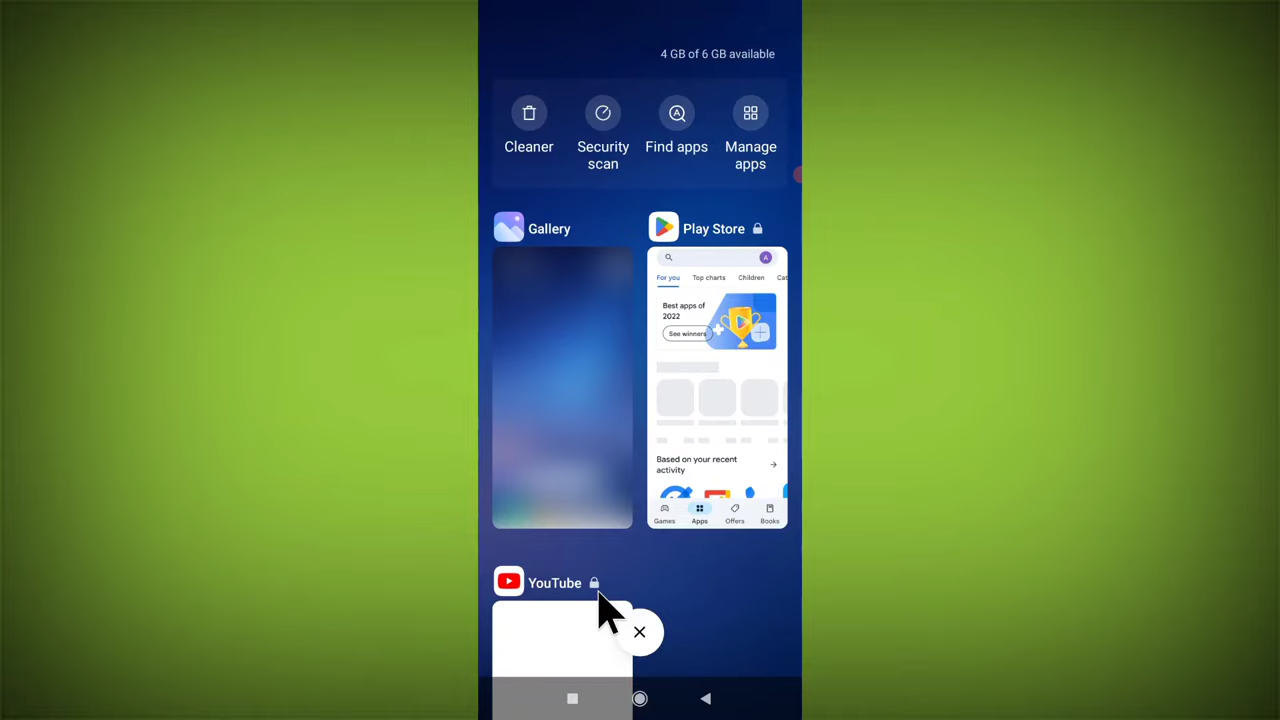 4 GB of 6 GB available
Cleaner
Security scan
Find apps
Manage apps
Gallery
Play Store
A
For you Top charts Children Cat
Best apps of
2022
See winners
Based on your recent
activity
Games Apps Offers Books
YouTube